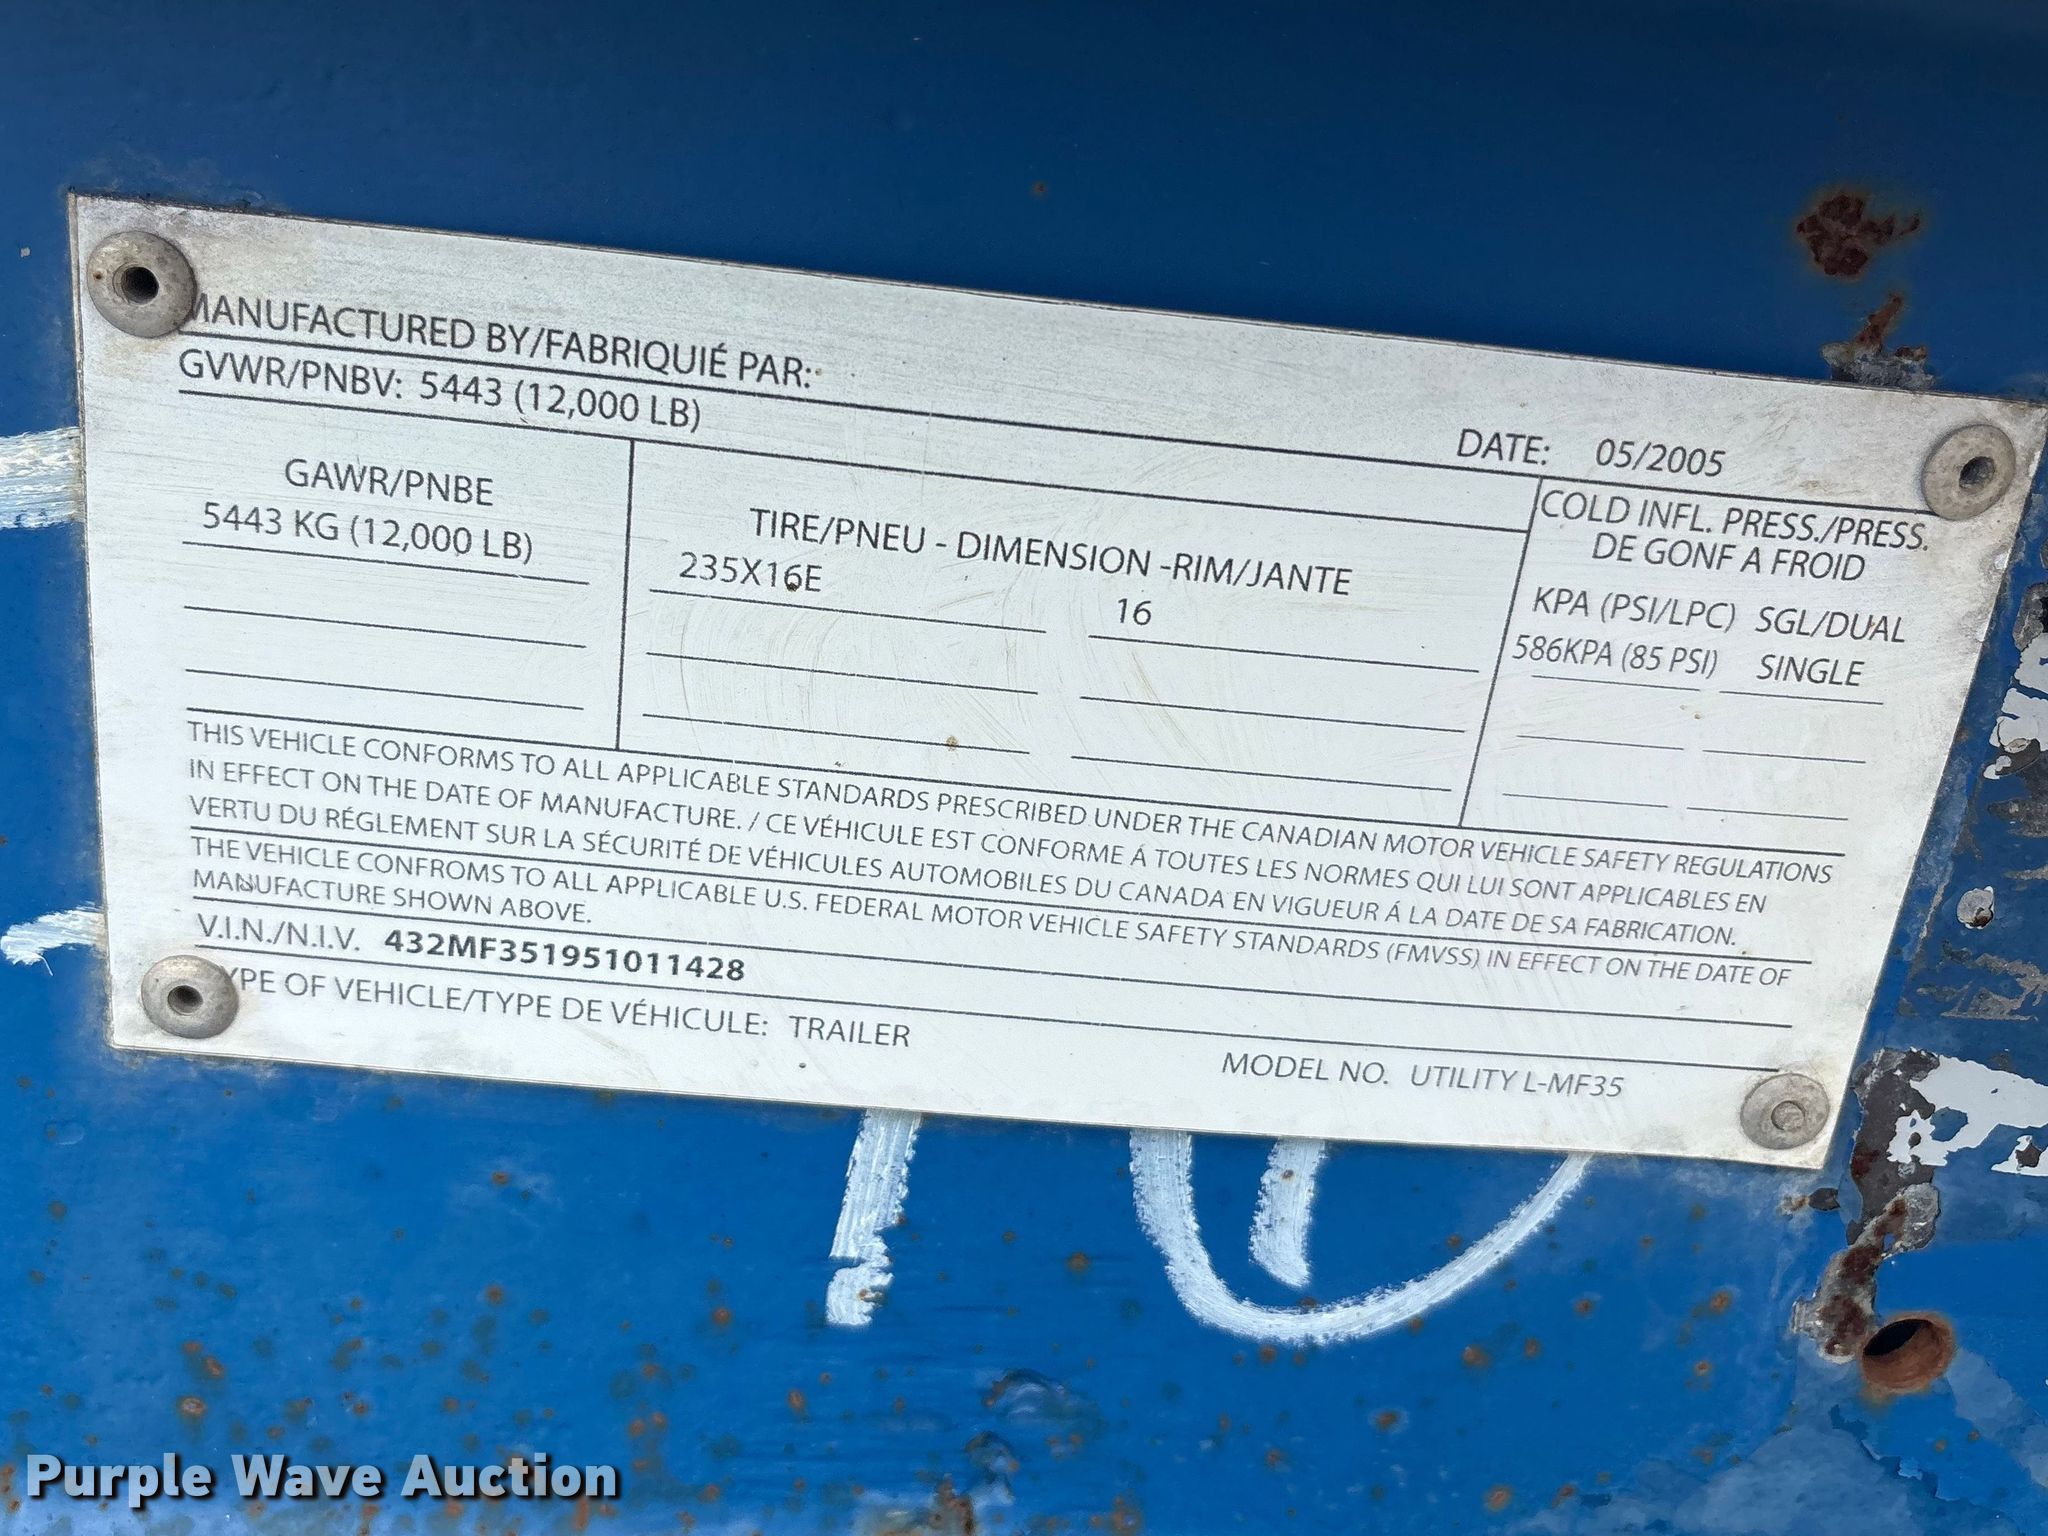 MANUFACTURED BY/FABRIQUIÉ PAR:
GVWR/PNBV: 5443 (12,000 LB)
DATE: 05/2005
GAWR/PNBE
5443 KG (12,000 LB)
TIRE/PNEU - DIMENSION -RIM/JANTE
235X16E
16
COLD INFL. PRESS./PRESS.
DE GONF A FROID
KPA (PSI/LPC) SGL/DUAL
586KPA (85 PSI) SINGLE
THIS VEHICLE CONFORMS TO ALL APPLICABLE STANDARDS PRESCRIBED UNDER THE CANADIAN MOTOR VEHICLE SAFETY REGULATIONS
IN EFFECT ON THE DATE OF MANUFACTURE. / CE VÉHICULE EST CONFORME Á TOUTES LES NORMES QUI LUI SONT APPLICABLES EN
VERTU DU RÉGLEMENT SUR LA SÉCURITÉ DE VÉHICULES AUTOMOBILES DU CANADA EN VIGUEUR Á LA DATE DE SA FABRICATION.
THE VEHICLE CONFROMS TO ALL APPLICABLE U.S. FEDERAL MOTOR VEHICLE SAFETY STANDARDS (FMVSS) IN EFFECT ON THE DATE OF
MANUFACTURE SHOWN ABOVE.
V.I.N./N.I.V. 432MF351951011428
TYPE OF VEHICLE/TYPE DE VÉHICULE: TRAILER
MODEL NO. UTILITY L-MF35
Purple Wave Auction